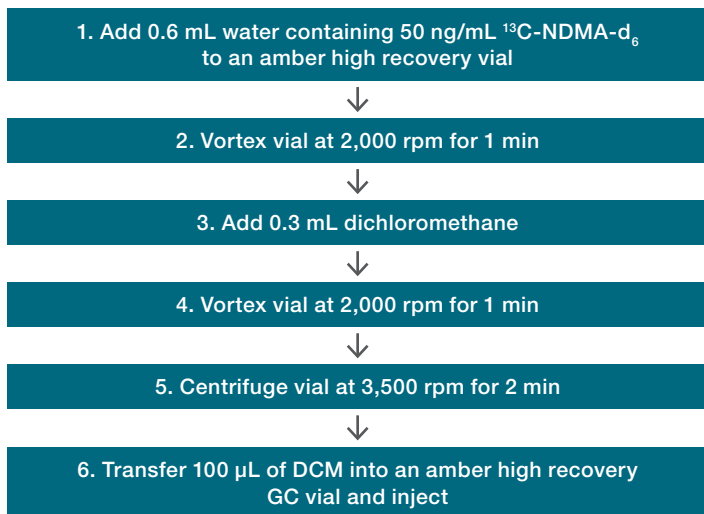 1. Add 0.6 mL water containing 50 ng/mL ¹³C-NDMA-d₆
to an amber high recovery vial
2. Vortex vial at 2,000 rpm for 1 min
3. Add 0.3 mL dichloromethane
4. Vortex vial at 2,000 rpm for 1 min
5. Centrifuge vial at 3,500 rpm for 2 min
6. Transfer 100 µL of DCM into an amber high recovery
GC vial and inject